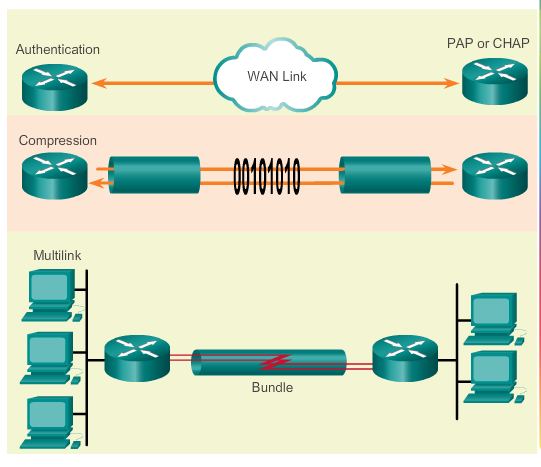 Authentication
PAP or CHAP
WAN Link
Compression
00101010
Multilink
Bundle